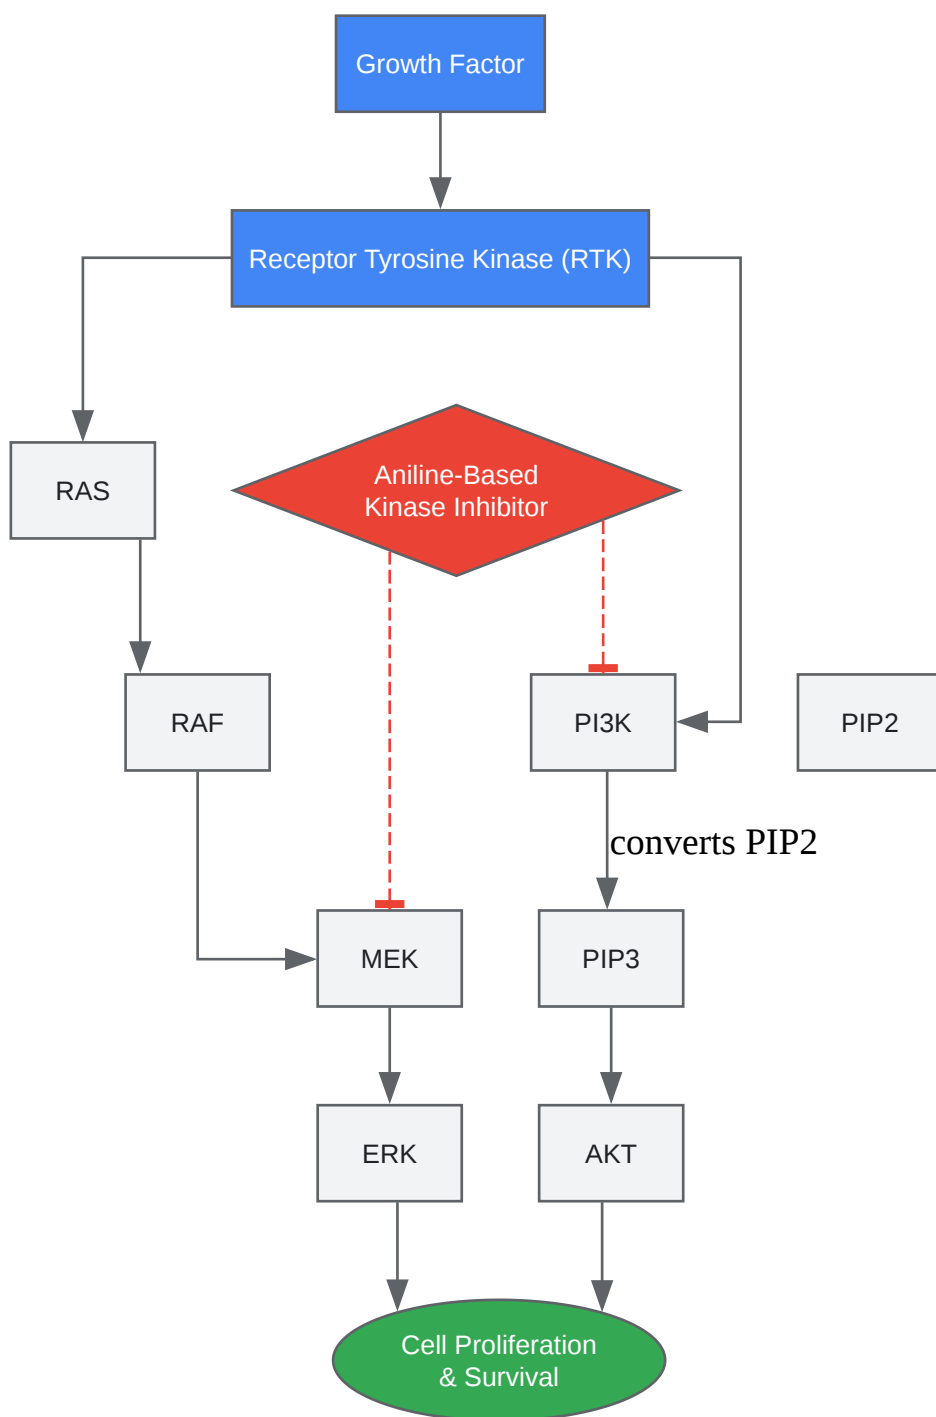 Growth Factor
Receptor Tyrosine Kinase (RTK)
Aniline-Based
Kinase Inhibitor
RAS
RAF
PI3K
PIP2
converts PIP2
MEK
PIP3
ERK
AKT
Cell Proliferation
& Survival